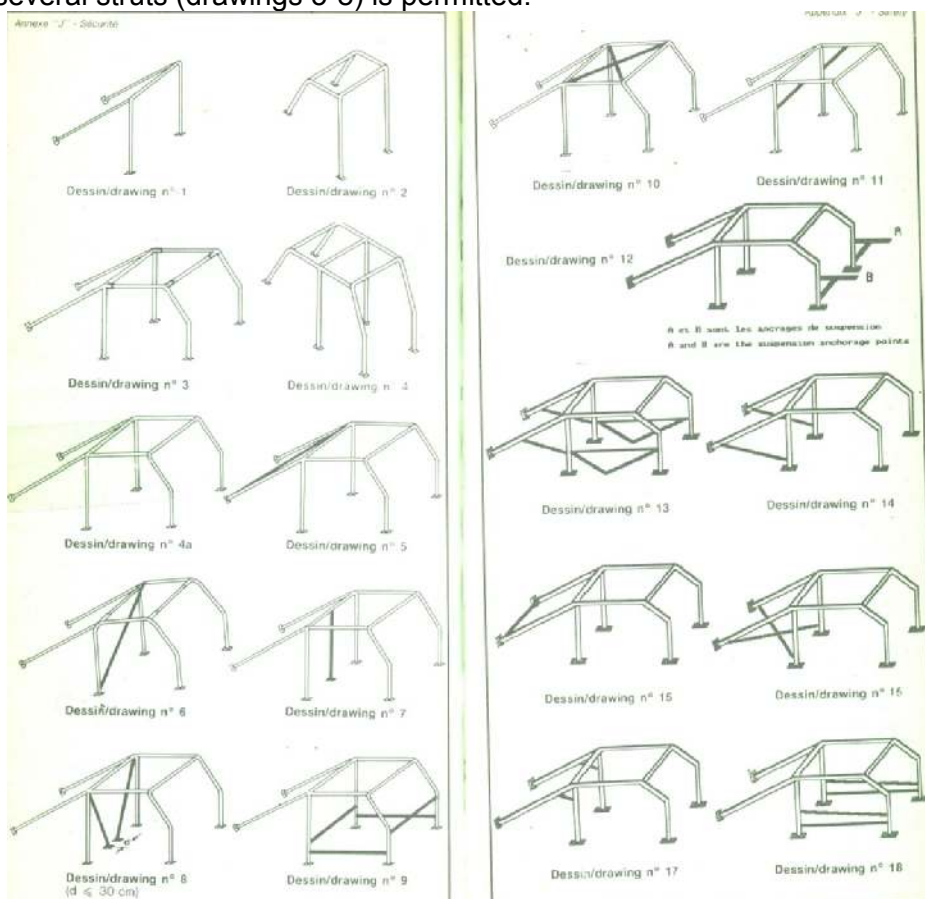 several struts (drawings 5-8) is permitted.
Annexe "J" - Sécurité
Dessin/drawing n° 1
Dessin/drawing n° 2
Dessin/drawing n° 3
Dessin/drawing n° 4
Dessin/drawing n° 4a
Dessin/drawing n° 5
Dessin/drawing n° 6
Dessin/drawing n° 7
Dessin/drawing n° 8
(d ⩽ 30 cm)
Dessin/drawing n° 9
Appendix "J" - Safety
Dessin/drawing n° 10
Dessin/drawing n° 11
Dessin/drawing n° 12
A
B
A et B sont les ancrages de suspension
A and B are the suspension anchorage points
Dessin/drawing n° 13
Dessin/drawing n° 14
Dessin/drawing n° 15
Dessin/drawing n° 15
Dessin/drawing n° 17
Dessin/drawing n° 18